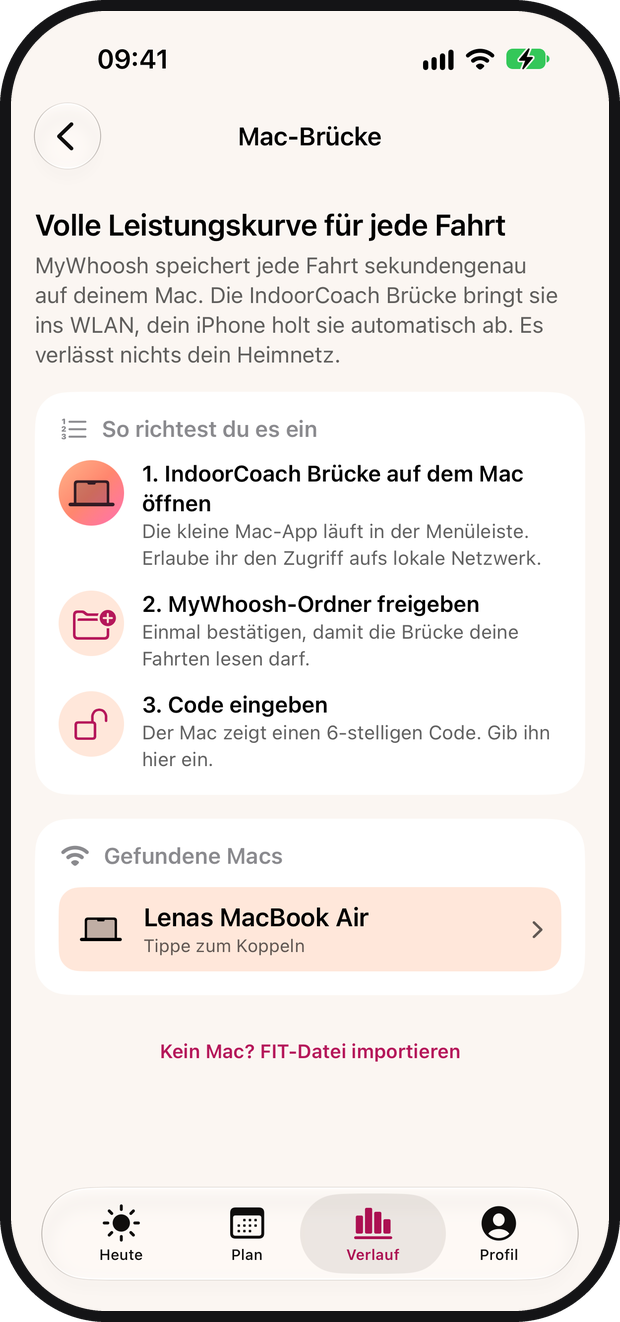 09:41
Mac-Brücke
Volle Leistungskurve für jede Fahrt
MyWhoosh speichert jede Fahrt sekundengenau
auf deinem Mac. Die IndoorCoach Brücke bringt sie
ins WLAN, dein iPhone holt sie automatisch ab. Es
verlässt nichts dein Heimnetz.
So richtest du es ein
1. IndoorCoach Brücke auf dem Mac
öffnen
Die kleine Mac-App läuft in der Menüleiste.
Erlaube ihr den Zugriff aufs lokale Netzwerk.
2. MyWhoosh-Ordner freigeben
Einmal bestätigen, damit die Brücke deine
Fahrten lesen darf.
3. Code eingeben
Der Mac zeigt einen 6-stelligen Code. Gib ihn
hier ein.
Gefundene Macs
Lenas MacBook Air
Tippe zum Koppeln
Kein Mac? FIT-Datei importieren
Heute
Plan
Verlauf
Profil